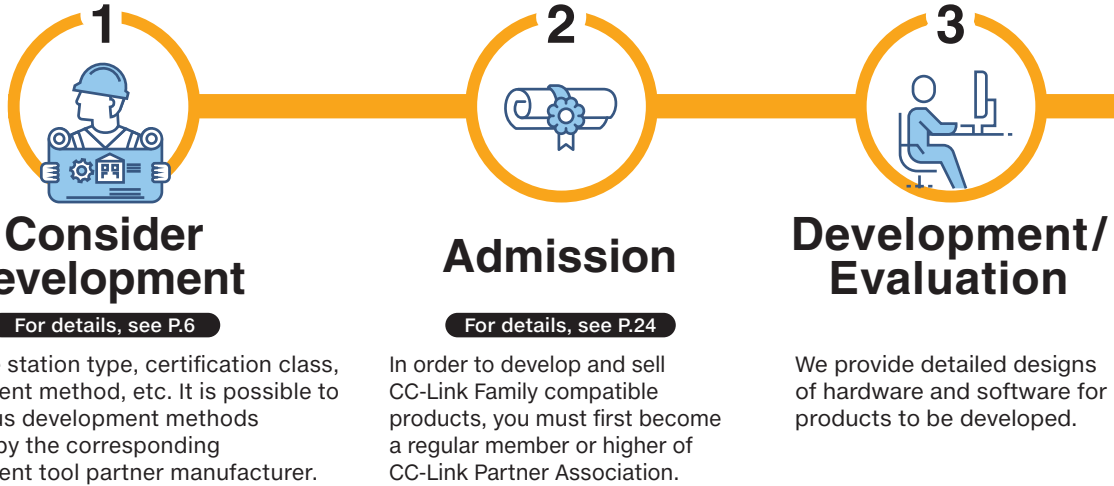 1
Consider
evelopment
For details, see P.6
station type, certification class,
ent method, etc. It is possible to
us development methods
by the corresponding
ent tool partner manufacturer.
2
Admission
For details, see P.24
In order to develop and sell
CC-Link Family compatible
products, you must first become
a regular member or higher of
CC-Link Partner Association.
3
Development/
Evaluation
We provide detailed designs
of hardware and software for
products to be developed.